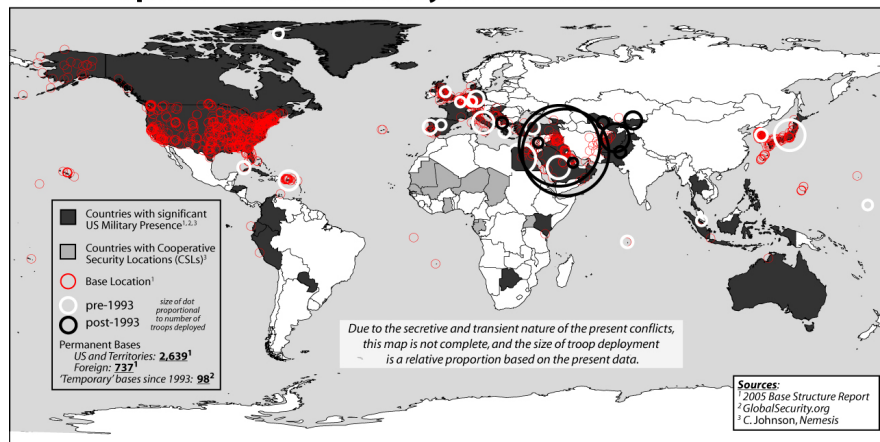 Countries with significant
US Military Presence1, 2, 3
Countries with Cooperative
Security Locations (CSLs)3
Base Location1
pre-1993
post-1993
size of dot
proportional
to number of
troops deployed
Permanent Bases
US and Territories: 2,6391
Foreign: 7371
'Temporary' bases since 1993: 982
Due to the secretive and transient nature of the present conflicts,
this map is not complete, and the size of troop deployment
is a relative proportion based on the present data.
Sources:
1 2005 Base Structure Report
2 GlobalSecurity.org
3 C. Johnson, Nemesis